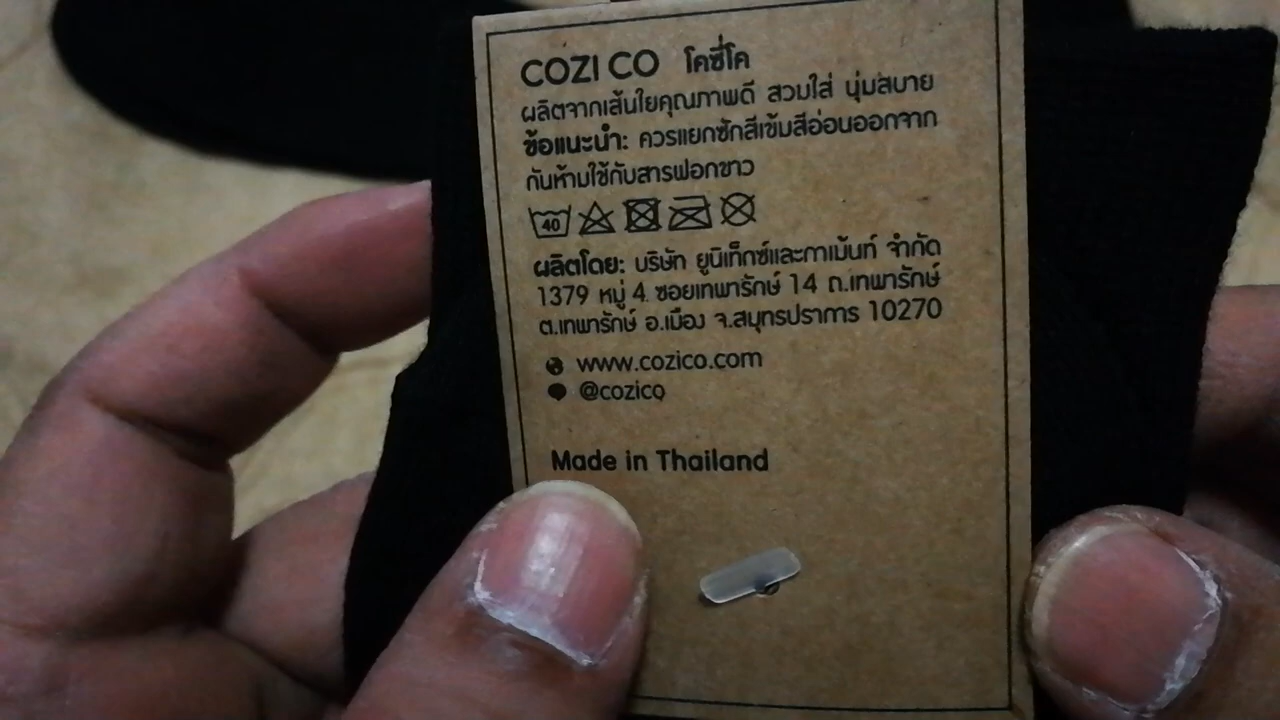 COZI CO โคซี่โค
ผลิตจากเส้นใยคุณภาพดี สวมใส่ นุ่มสบาย
ข้อแนะนำ: ควรแยกซักสีเข้มสีอ่อนออกจาก
กันห้ามใช้กับสารฟอกขาว
40
ผลิตโดย: บริษัท ยูนิเท็กซ์และกาเม้นท์ จำกัด
1379 หมู่ 4 ซอยเทพารักษ์ 14 ถ.เทพารักษ์
ต.เทพารักษ์ อ.เมือง จ.สมุทรปราการ 10270
www.cozico.com
@cozico
Made in Thailand